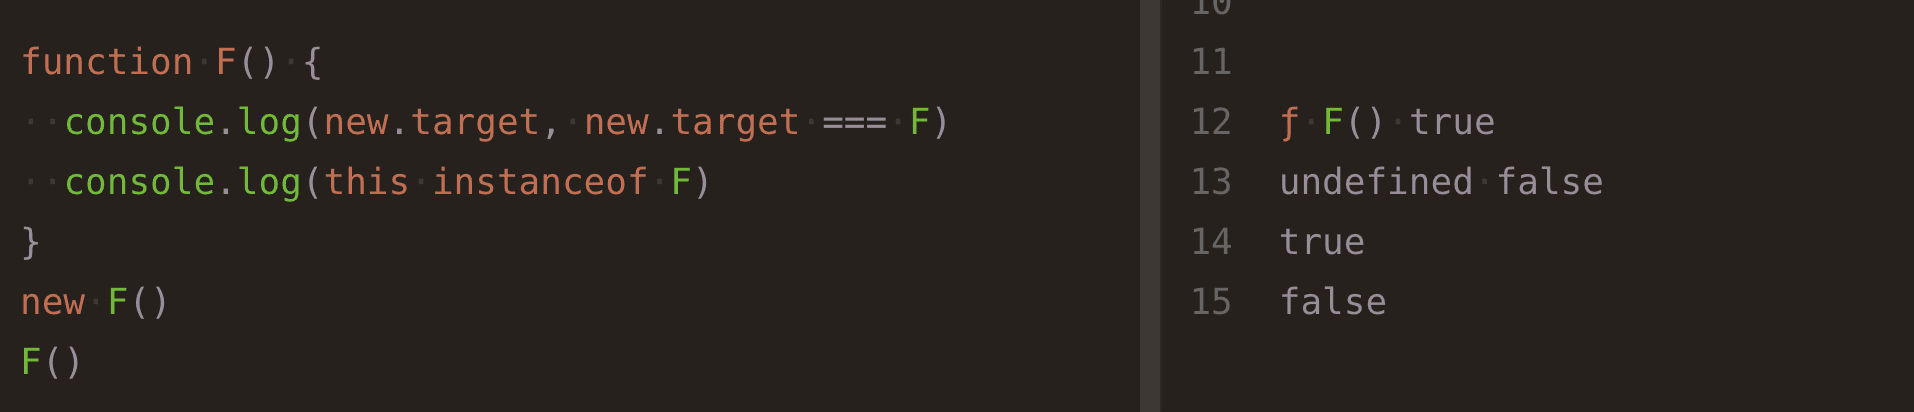 function F() {
  console.log(new.target, new.target === F)
  console.log(this instanceof F)
}
new F()
F()
10
11
12 ƒ F() true
13 undefined false
14 true
15 false